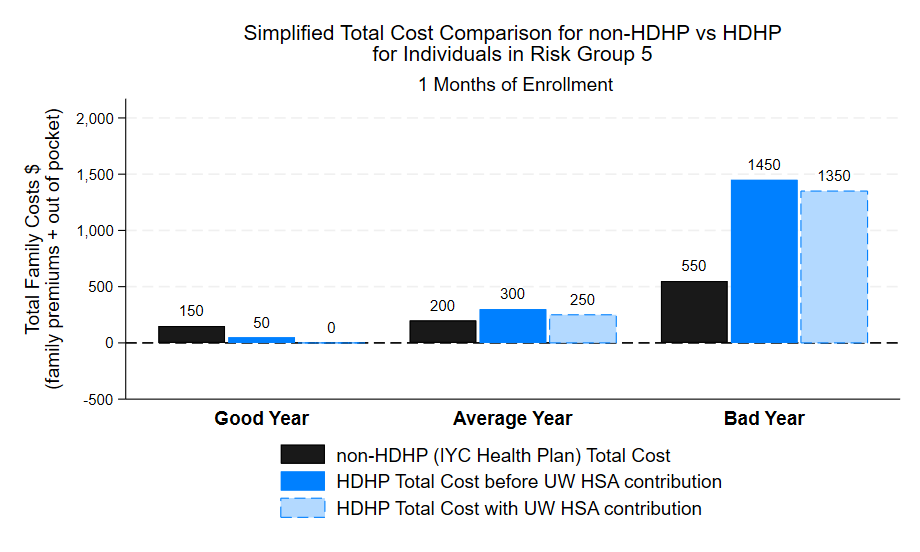 Simplified Total Cost Comparison for non-HDHP vs HDHP
for Individuals in Risk Group 5
1 Months of Enrollment
Total Family Costs $
(family premiums + out of pocket)
2,000
1,500
1,000
500
0
-500
150
50
0
200
300
250
550
1450
1350
Good Year
Average Year
Bad Year
non-HDHP (IYC Health Plan) Total Cost
HDHP Total Cost before UW HSA contribution
HDHP Total Cost with UW HSA contribution